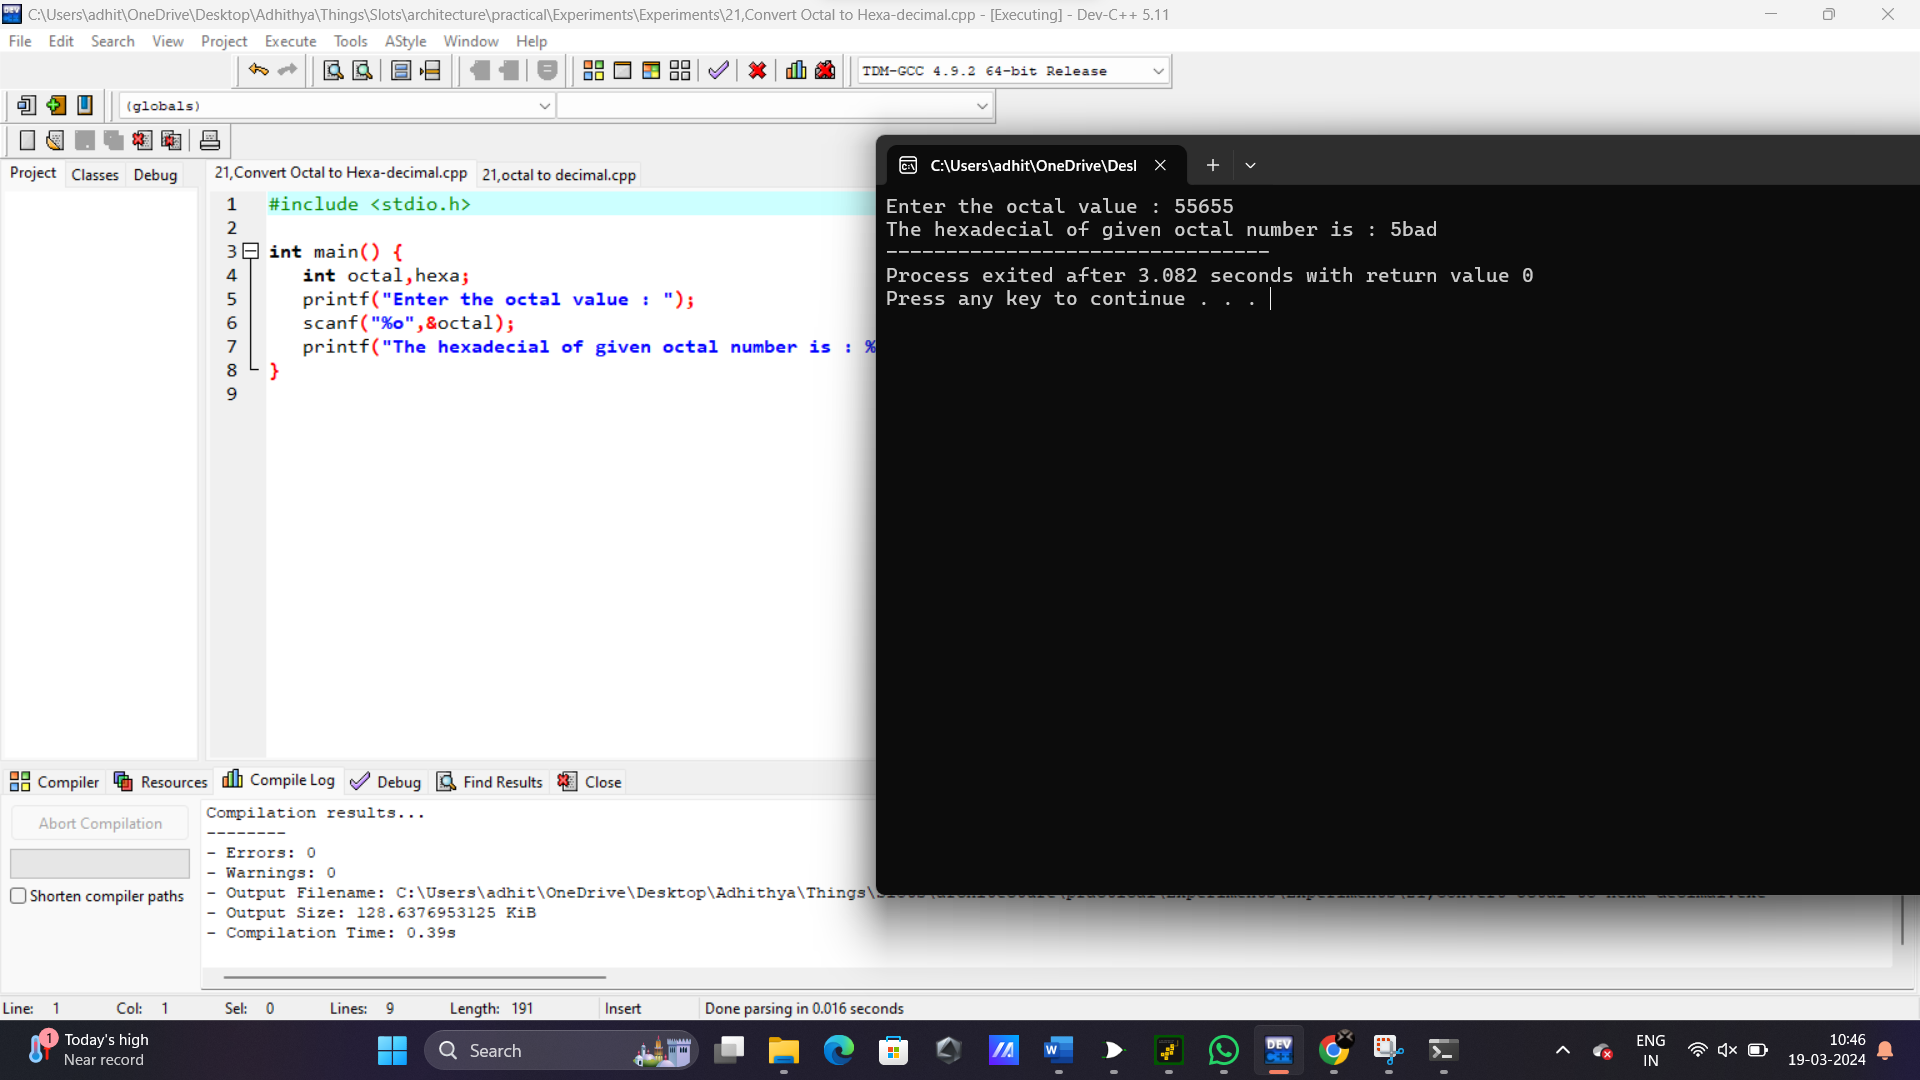 C:\Users\adhit\OneDrive\Desktop\Adhithya\Things\Slots\architecture\practical\Experiments\Experiments\21,Convert Octal to Hexa-decimal.cpp - [Executing] - Dev-C++ 5.11
File Edit Search View Project Execute Tools AStyle Window Help
TDM-GCC 4.9.2 64-bit Release
(globals)
Project Classes Debug
21,Convert Octal to Hexa-decimal.cpp 21,octal to decimal.cpp
1 #include <stdio.h>
2
3 int main() {
4 int octal,hexa;
5 printf("Enter the octal value : ");
6 scanf("%o",&octal);
7 printf("The hexadecial of given octal number is : %
8 }
9
C:\Users\adhit\OneDrive\Desl
Enter the octal value : 55655
The hexadecial of given octal number is : 5bad
--------------------------------
Process exited after 3.082 seconds with return value 0
Press any key to continue . . .
Compiler Resources Compile Log Debug Find Results Close
Abort Compilation
Shorten compiler paths
Compilation results...
--------
- Errors: 0
- Warnings: 0
- Output Filename: C:\Users\adhit\OneDrive\Desktop\Adhithya\Things\
- Output Size: 128.6376953125 KiB
- Compilation Time: 0.39s
Line: 1 Col: 1 Sel: 0 Lines: 9 Length: 191 Insert Done parsing in 0.016 seconds
1
Today's high
Near record
Search
DEV
C++
ENG
IN
10:46
19-03-2024